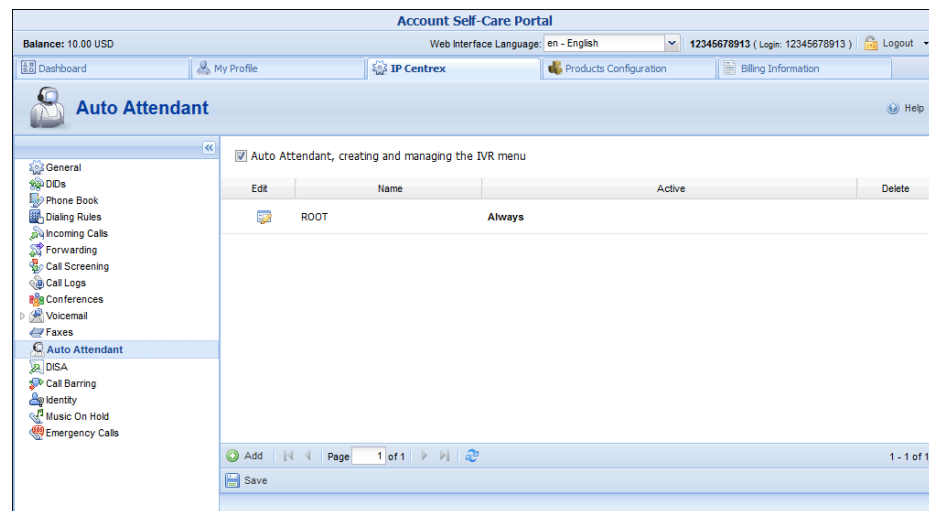 Account Self-Care Portal
Balance: 10.00 USD Web Interface Language: en - English 12345678913 ( Login: 12345678913 ) Logout
Dashboard My Profile IP Centrex Products Configuration Billing Information
Auto Attendant Help
Auto Attendant, creating and managing the IVR menu
Edit Name Active Delete
ROOT Always
General
DIDs
Phone Book
Dialing Rules
Incoming Calls
Forwarding
Call Screening
Call Logs
Conferences
Voicemail
Faxes
Auto Attendant
DISA
Call Barring
Identity
Music On Hold
Emergency Calls
Add Page 1 of 1 1 - 1 of 1
Save